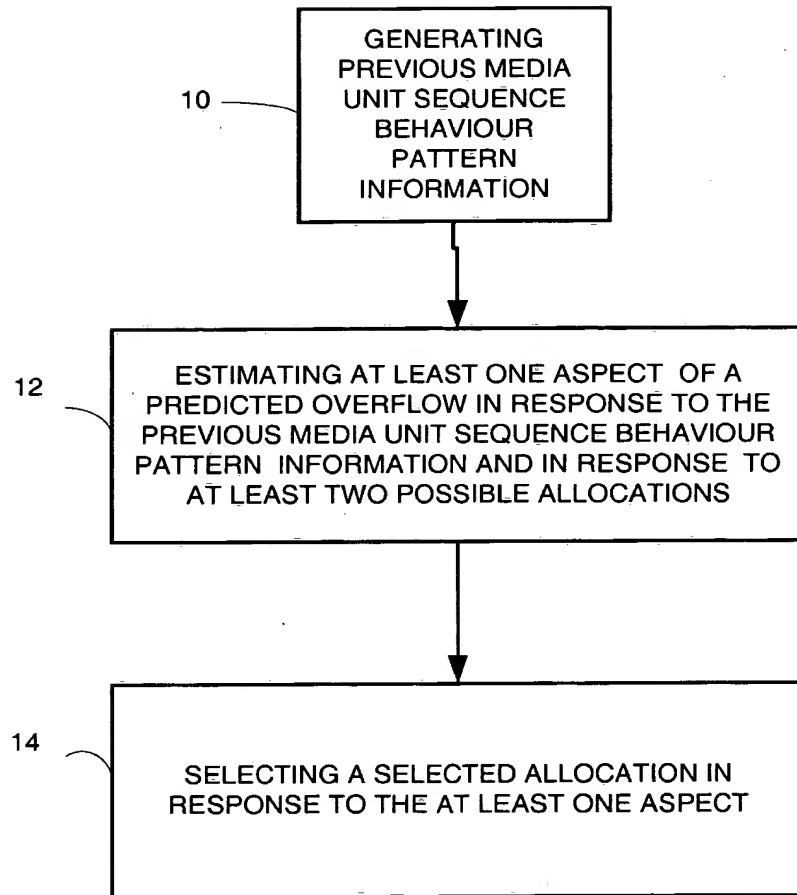 GENERATING
PREVIOUS MEDIA
UNIT SEQUENCE
BEHAVIOUR
PATTERN
INFORMATION
10
12
ESTIMATING AT LEAST ONE ASPECT OF A
PREDICTED OVERFLOW IN RESPONSE TO THE
PREVIOUS MEDIA UNIT SEQUENCE BEHAVIOUR
PATTERN INFORMATION AND IN RESPONSE TO
AT LEAST TWO POSSIBLE ALLOCATIONS
14
SELECTING A SELECTED ALLOCATION IN
RESPONSE TO THE AT LEAST ONE ASPECT